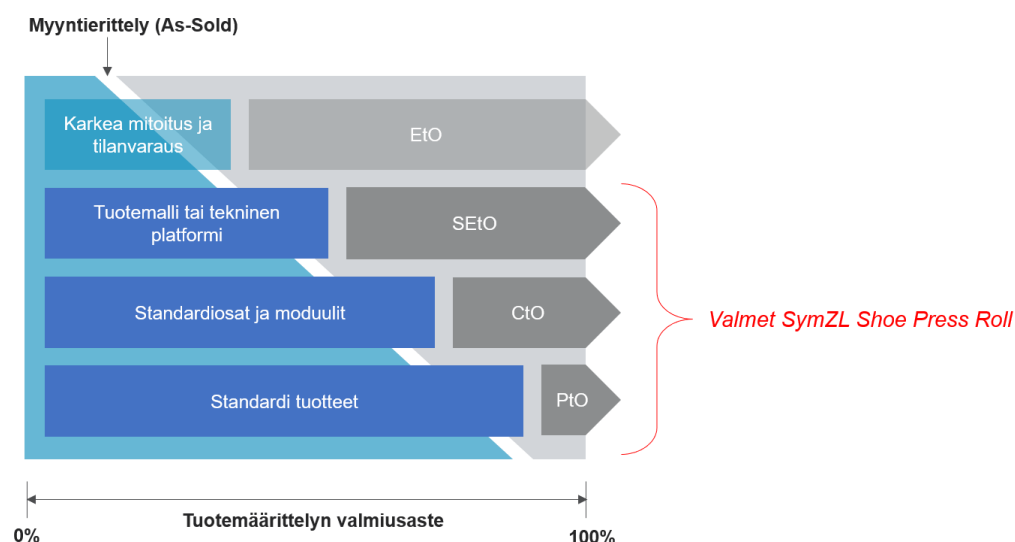 Myyntierittely (As-Sold)
Karkea mitoitus ja
tilanvaraus
EtO
Tuotemalli tai tekninen
platformi
SEtO
Standardiosat ja moduulit
CtO
Valmet SymZL Shoe Press Roll
Standardi tuotteet
PtO
Tuotemäärittelyn valmiusaste
0%
100%